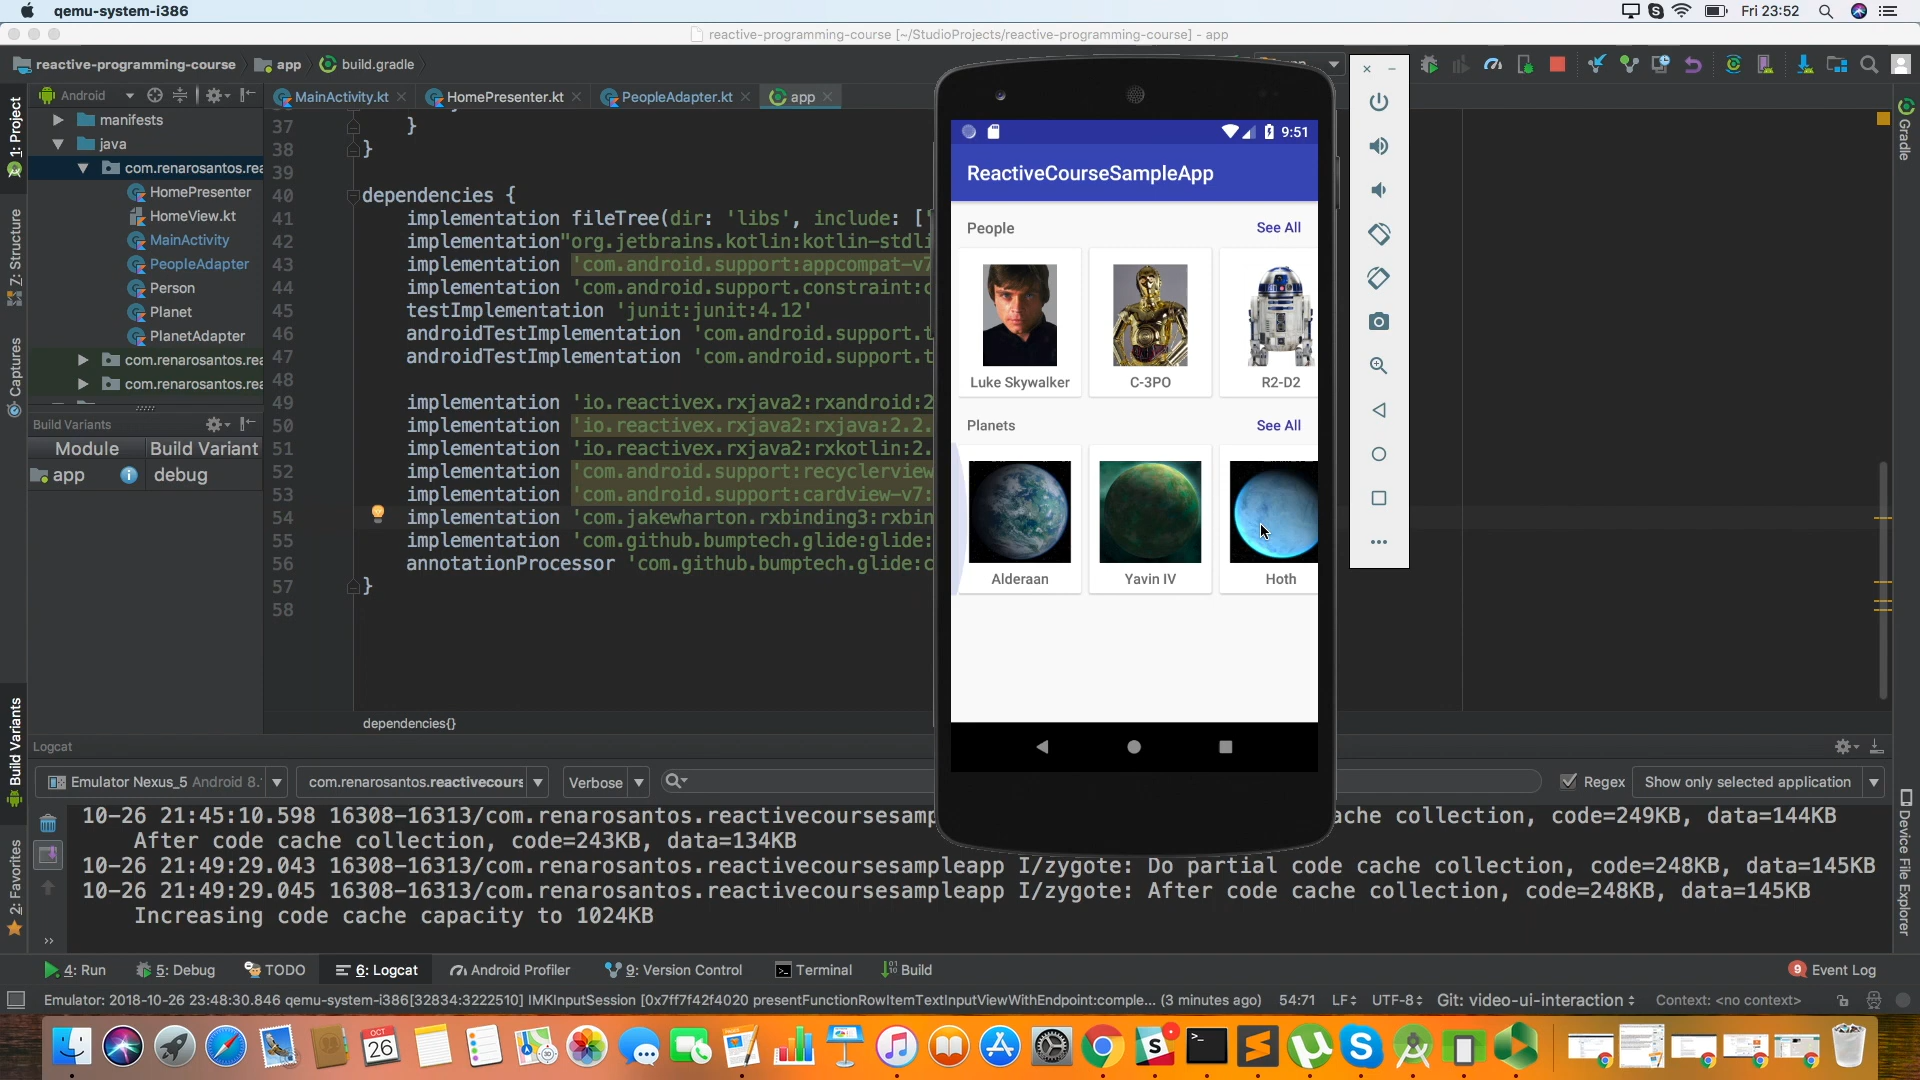 qemu-system-i386
Fri 23:52
reactive-programming-course [~/StudioProjects/reactive-programming-course] - app
reactive-programming-course
app
build.gradle
Android
MainActivity.kt
HomePresenter.kt
PeopleAdapter.kt
app
1: Project
Z: Structure
Captures
Build Variants
2: Favorites
Gradle
Device File Explorer
manifests
java
com.renarosantos.rea
HomePresenter
HomeView.kt
MainActivity
PeopleAdapter
Person
Planet
PlanetAdapter
com.renarosantos.rea
com.renarosantos.rea
Build Variants
Module
Build Variant
app
debug
37 }
38 }
39
40 dependencies {
41 implementation fileTree(dir: 'libs', include: ['
42 implementation"org.jetbrains.kotlin:kotlin-stdli
43 implementation 'com.android.support:appcompat-v7
44 implementation 'com.android.support.constraint:c
45 testImplementation 'junit:junit:4.12'
46 androidTestImplementation 'com.android.support.t
47 androidTestImplementation 'com.android.support.t
48
49 implementation 'io.reactivex.rxjava2:rxandroid:2
50 implementation 'io.reactivex.rxjava2:rxjava:2.2.
51 implementation 'io.reactivex.rxjava2:rxkotlin:2.
52 implementation 'com.android.support:recyclerview
53 implementation 'com.android.support:cardview-v7:
54 implementation 'com.jakewharton.rxbinding3:rxbin
55 implementation 'com.github.bumptech.glide:glide:
56 annotationProcessor 'com.github.bumptech.glide:c
57 }
58
dependencies{}
9:51
ReactiveCourseSampleApp
People
See All
Luke Skywalker
C-3PO
R2-D2
Planets
See All
Alderaan
Yavin IV
Hoth
Logcat
Emulator Nexus_5 Android 8.
com.renarosantos.reactivecours
Verbose
Regex
Show only selected application
10-26 21:45:10.598 16308-16313/com.renarosantos.reactivecoursesamp
ache collection, code=249KB, data=144KB
After code cache collection, code=243KB, data=134KB
10-26 21:49:29.043 16308-16313/com.renarosantos.reactivecoursesampleapp I/zygote: Do partial code cache collection, code=248KB, data=145KB
10-26 21:49:29.045 16308-16313/com.renarosantos.reactivecoursesampleapp I/zygote: After code cache collection, code=248KB, data=145KB
Increasing code cache capacity to 1024KB
4: Run
5: Debug
TODO
6: Logcat
Android Profiler
9: Version Control
Terminal
Build
9 Event Log
Emulator: 2018-10-26 23:48:30.846 qemu-system-i386[32834:3222510] IMKInputSession [0x7ff7f42f4020 presentFunctionRowItemTextInputViewWithEndpoint:comple... (3 minutes ago)
54:71
LF
UTF-8
Git: video-ui-interaction
Context: <no context>
OCT
26